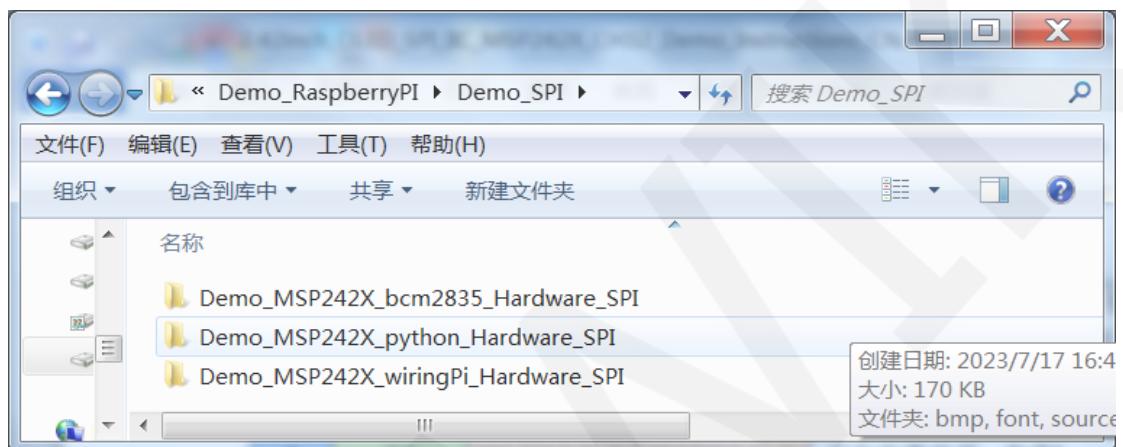 « Demo_RaspberryPI ▸ Demo_SPI ▸ 搜索 Demo_SPI
文件(F) 编辑(E) 查看(V) 工具(T) 帮助(H)
组织 包含到库中 共享 新建文件夹
名称
Demo_MSP242X_bcm2835_Hardware_SPI
Demo_MSP242X_python_Hardware_SPI
Demo_MSP242X_wiringPi_Hardware_SPI
创建日期: 2023/7/17 16:4
大小: 170 KB
文件夹: bmp, font, source